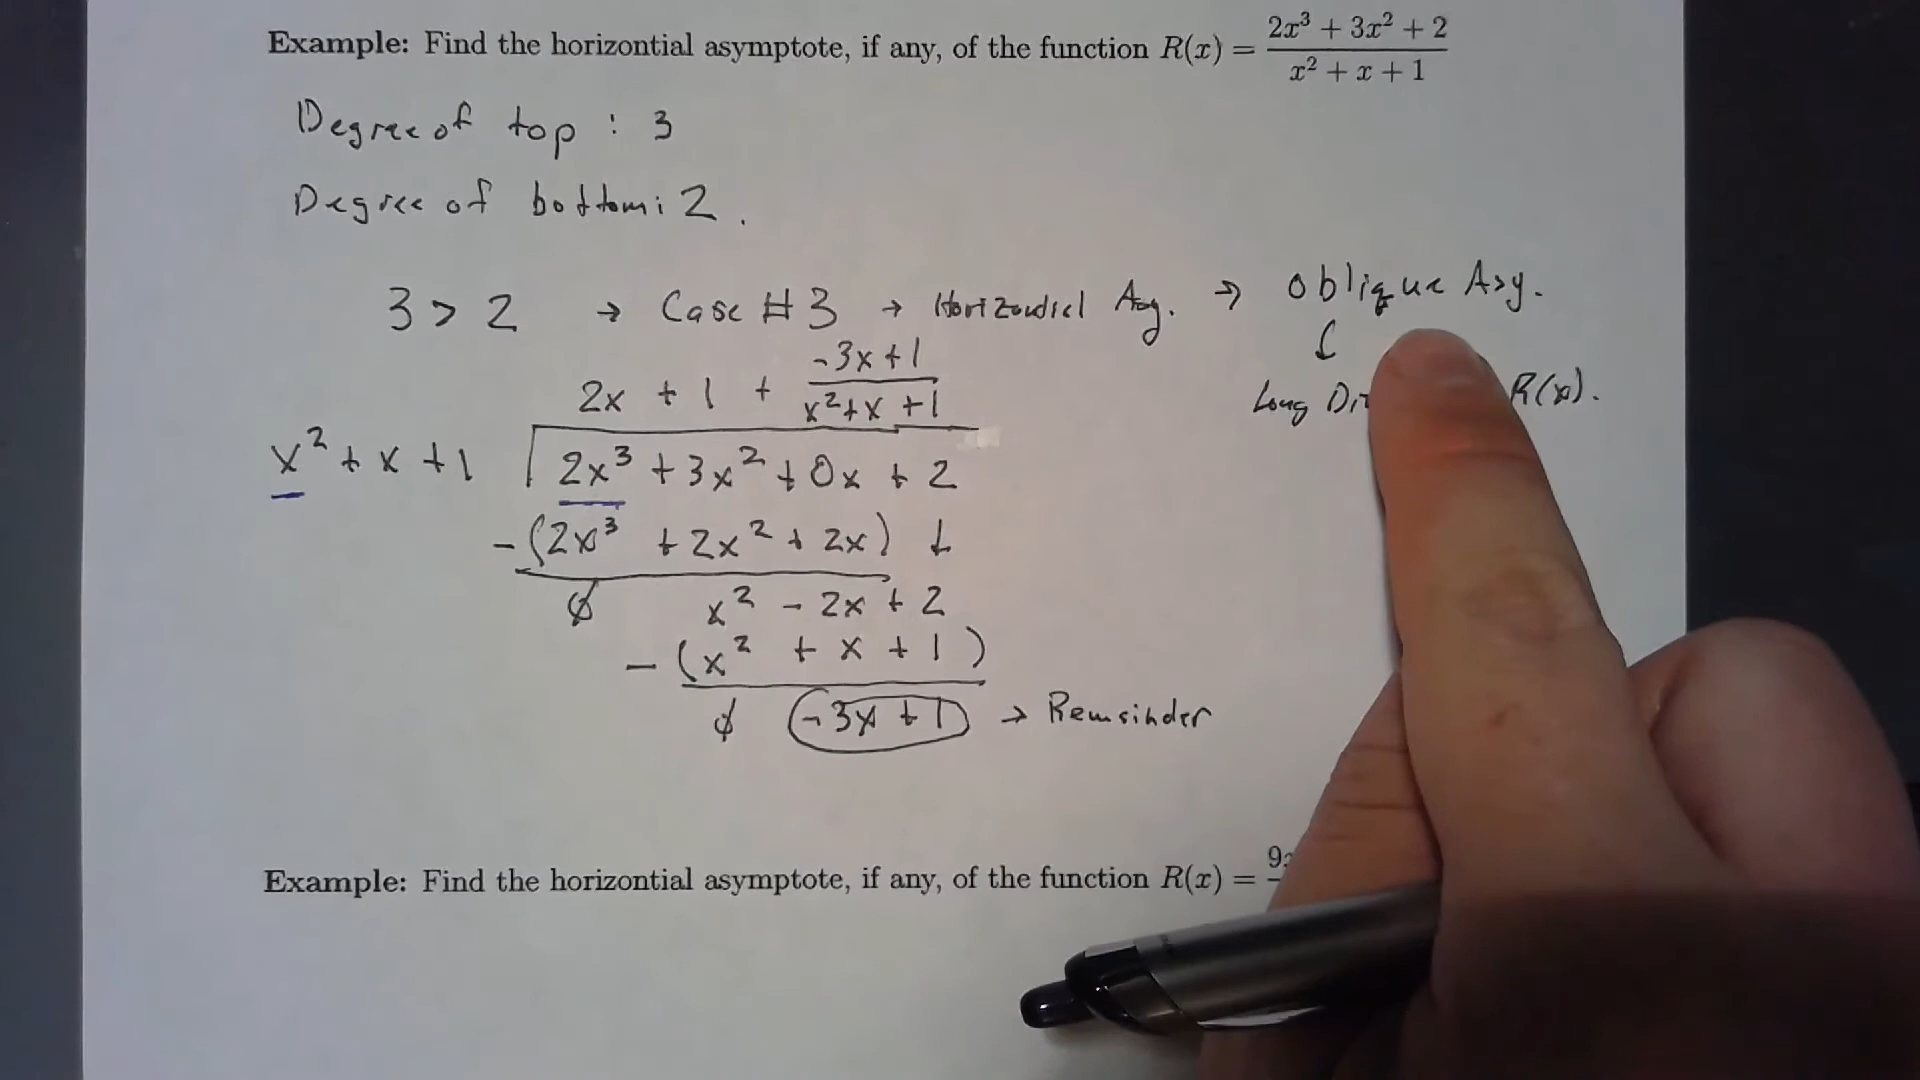 Example: Find the horizontial asymptote, if any, of the function R(x) = 2x³ + 3x² + 2 / x² + x + 1
Degree of top : 3
Degree of bottom: 2.
3 > 2 → Case # 3 → Horizontial Asy. → Oblique Asy.
↓
Long R(x).
-3x + 1
2x + 1 + x² + x + 1
x² + x + 1 2x³ + 3x² + 0x + 2
-(2x³ + 2x² + 2x) ↓
0 x² - 2x + 2
- (x² + x + 1)
0 -3x + 1 → Remainder
Example: Find the horizontial asymptote, if any, of the function R(x) =